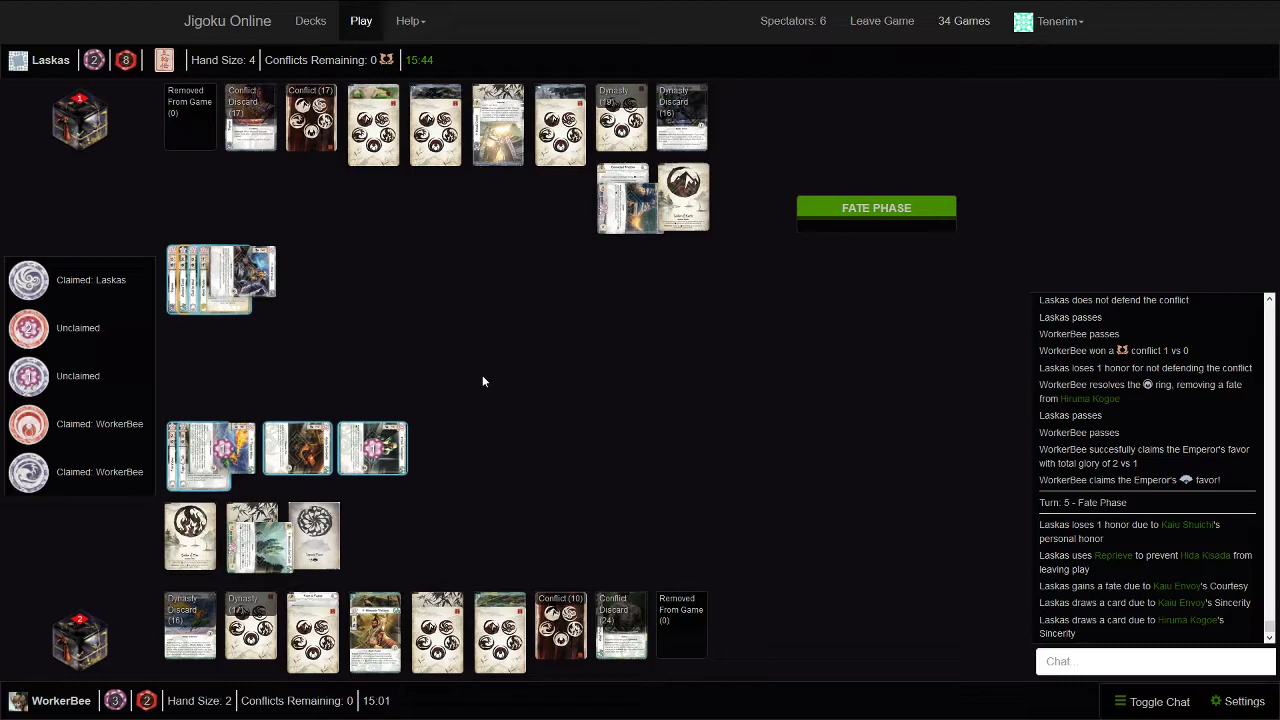 Jigoku Online
Decks
Play
Help
Spectators: 6
Leave Game
34 Games
Tenerim
Laskas
2
8
Hand Size: 4
Conflicts Remaining: 0
15:44
1
Removed
From Game
(0)
Conflict
Discard
(17)
Conflict (17)
Dynasty
(19)
Dynasty
Discard
(16)
FATE PHASE
Claimed: Laskas
2
Unclaimed
1
Unclaimed
Claimed: WorkerBee
Claimed: WorkerBee
Laskas does not defend the conflict
Laskas passes
WorkerBee passes
WorkerBee won a conflict 1 vs 0
Laskas loses 1 honor for not defending the conflict
WorkerBee resolves the ring, removing a fate
from Hiruma Kogoe
Laskas passes
WorkerBee passes
WorkerBee succesfully claims the Emperor's favor
with total glory of 2 vs 1
WorkerBee claims the Emperor's favor!
Turn: 5 - Fate Phase
Laskas loses 1 honor due to Kaiu Shuichi's
personal honor
Laskas uses Reprieve to prevent Hida Kisada from
leaving play
Laskas gains a fate due to Kaiu Envoy's Courtesy
Laskas draws a card due to Kaiu Envoy's Sincerity
Laskas draws a card due to Hiruma Kogoe's
Sincerity
Chat...
2
Dynasty
Discard
(16)
Dynasty
Conflict (10)
Conflict
Discard
(24)
Removed
From Game
(0)
WorkerBee
3
2
Hand Size: 2
Conflicts Remaining: 0
15:01
Toggle Chat
Settings